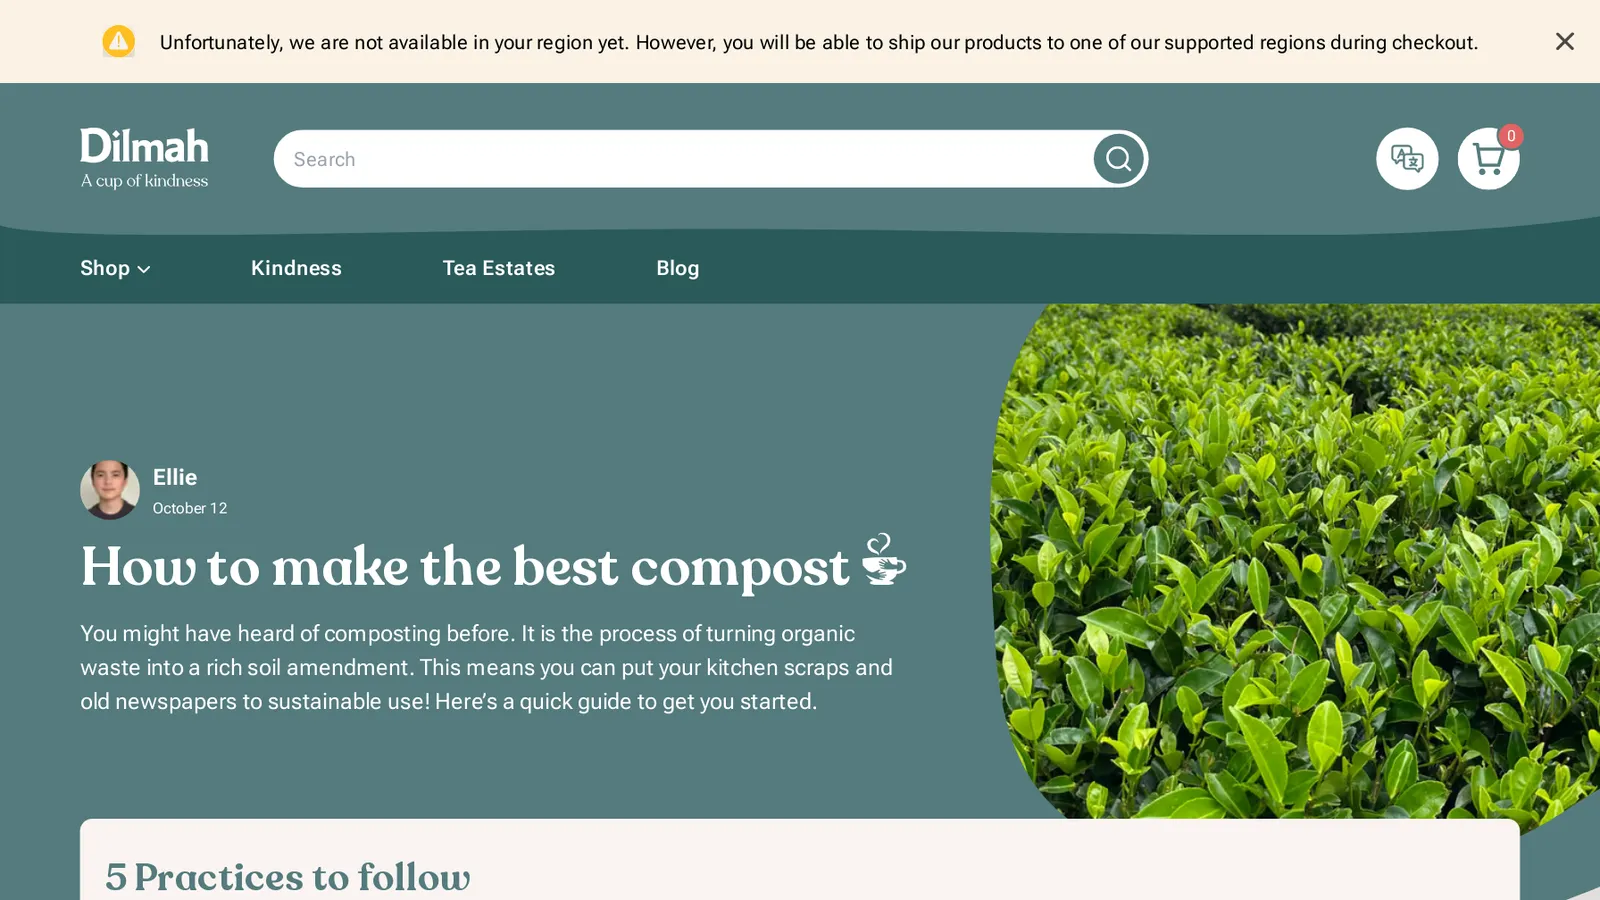 Unfortunately, we are not available in your region yet. However, you will be able to ship our products to one of our supported regions during checkout.
Dilmah
A cup of kindness
Search
0
Shop
Kindness
Tea Estates
Blog
Ellie
October 12
How to make the best compost
You might have heard of composting before. It is the process of turning organic
waste into a rich soil amendment. This means you can put your kitchen scraps and
old newspapers to sustainable use! Here’s a quick guide to get you started.
5 Practices to follow